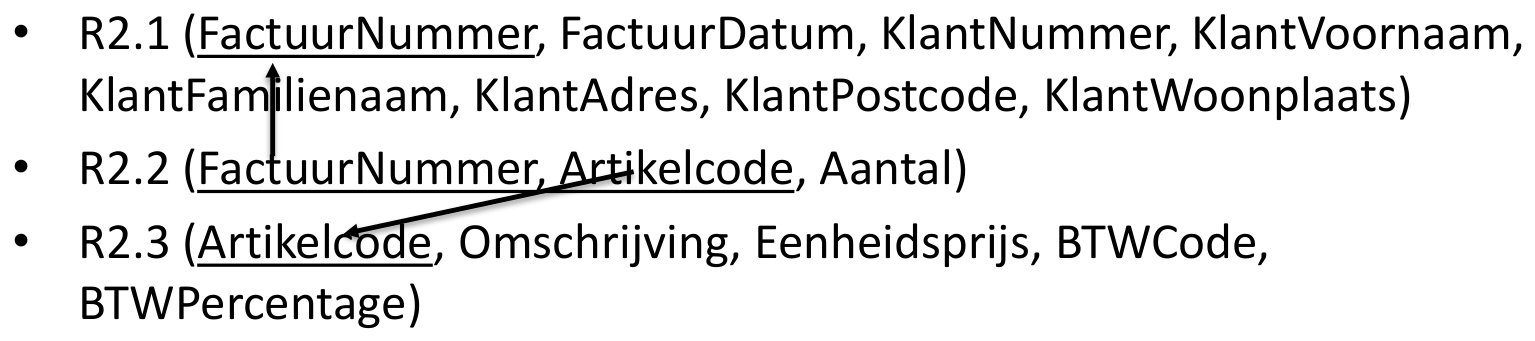 • R2.1 (FactuurNummer, FactuurDatum, KlantNummer, KlantVoornaam,
KlantFamilienaam, KlantAdres, KlantPostcode, KlantWoonplaats)
• R2.2 (FactuurNummer, Artikelcode, Aantal)
• R2.3 (Artikelcode, Omschrijving, Eenheidsprijs, BTWCode,
BTWPercentage)